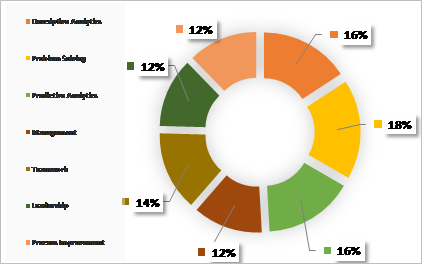 Descriptive Analytics
Problem Solving
Predictive Analytics
Management
Teamwork
Leadership
Process Improvement
12%
16%
12%
18%
14%
12%
16%